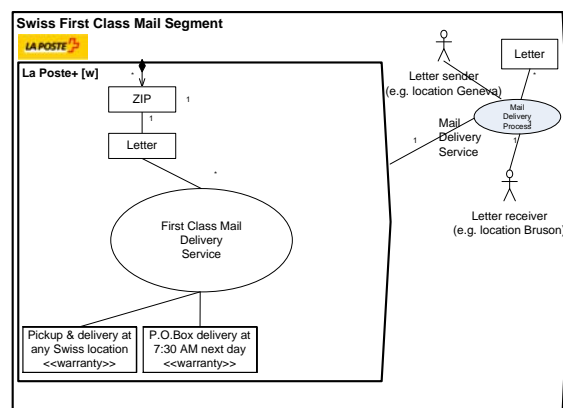 Swiss First Class Mail Segment
LA POSTE
La Poste+ [w]
*
ZIP
1
1
Letter
*
First Class Mail
Delivery
Service
Pickup & delivery at
any Swiss location
<<warranty>>
P.O.Box delivery at
7:30 AM next day
<<warranty>>
Letter
Letter sender
(e.g. location Geneva)
*
Mail
Delivery
Process
1
1
Mail
Delivery
Service
1
Letter receiver
(e.g. location Bruson)